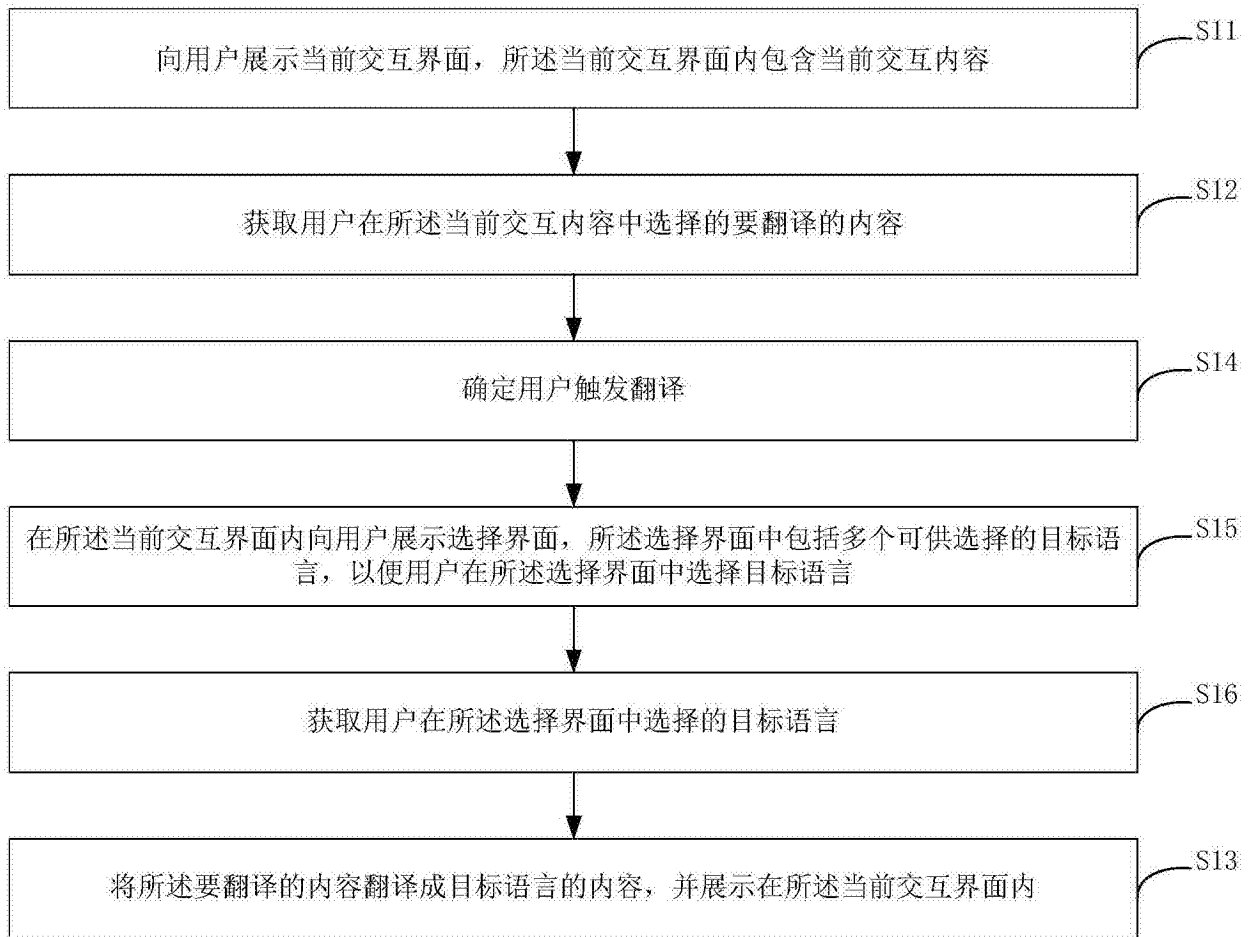 S11
向用户展示当前交互界面，所述当前交互界面内包含当前交互内容
S12
获取用户在所述当前交互内容中选择的要翻译的内容
S14
确定用户触发翻译
S15
在所述当前交互界面内向用户展示选择界面，所述选择界面中包括多个可供选择的目标语
言，以便用户在所述选择界面中选择目标语言
S16
获取用户在所述选择界面中选择的目标语言
S13
将所述要翻译的内容翻译成目标语言的内容，并展示在所述当前交互界面内